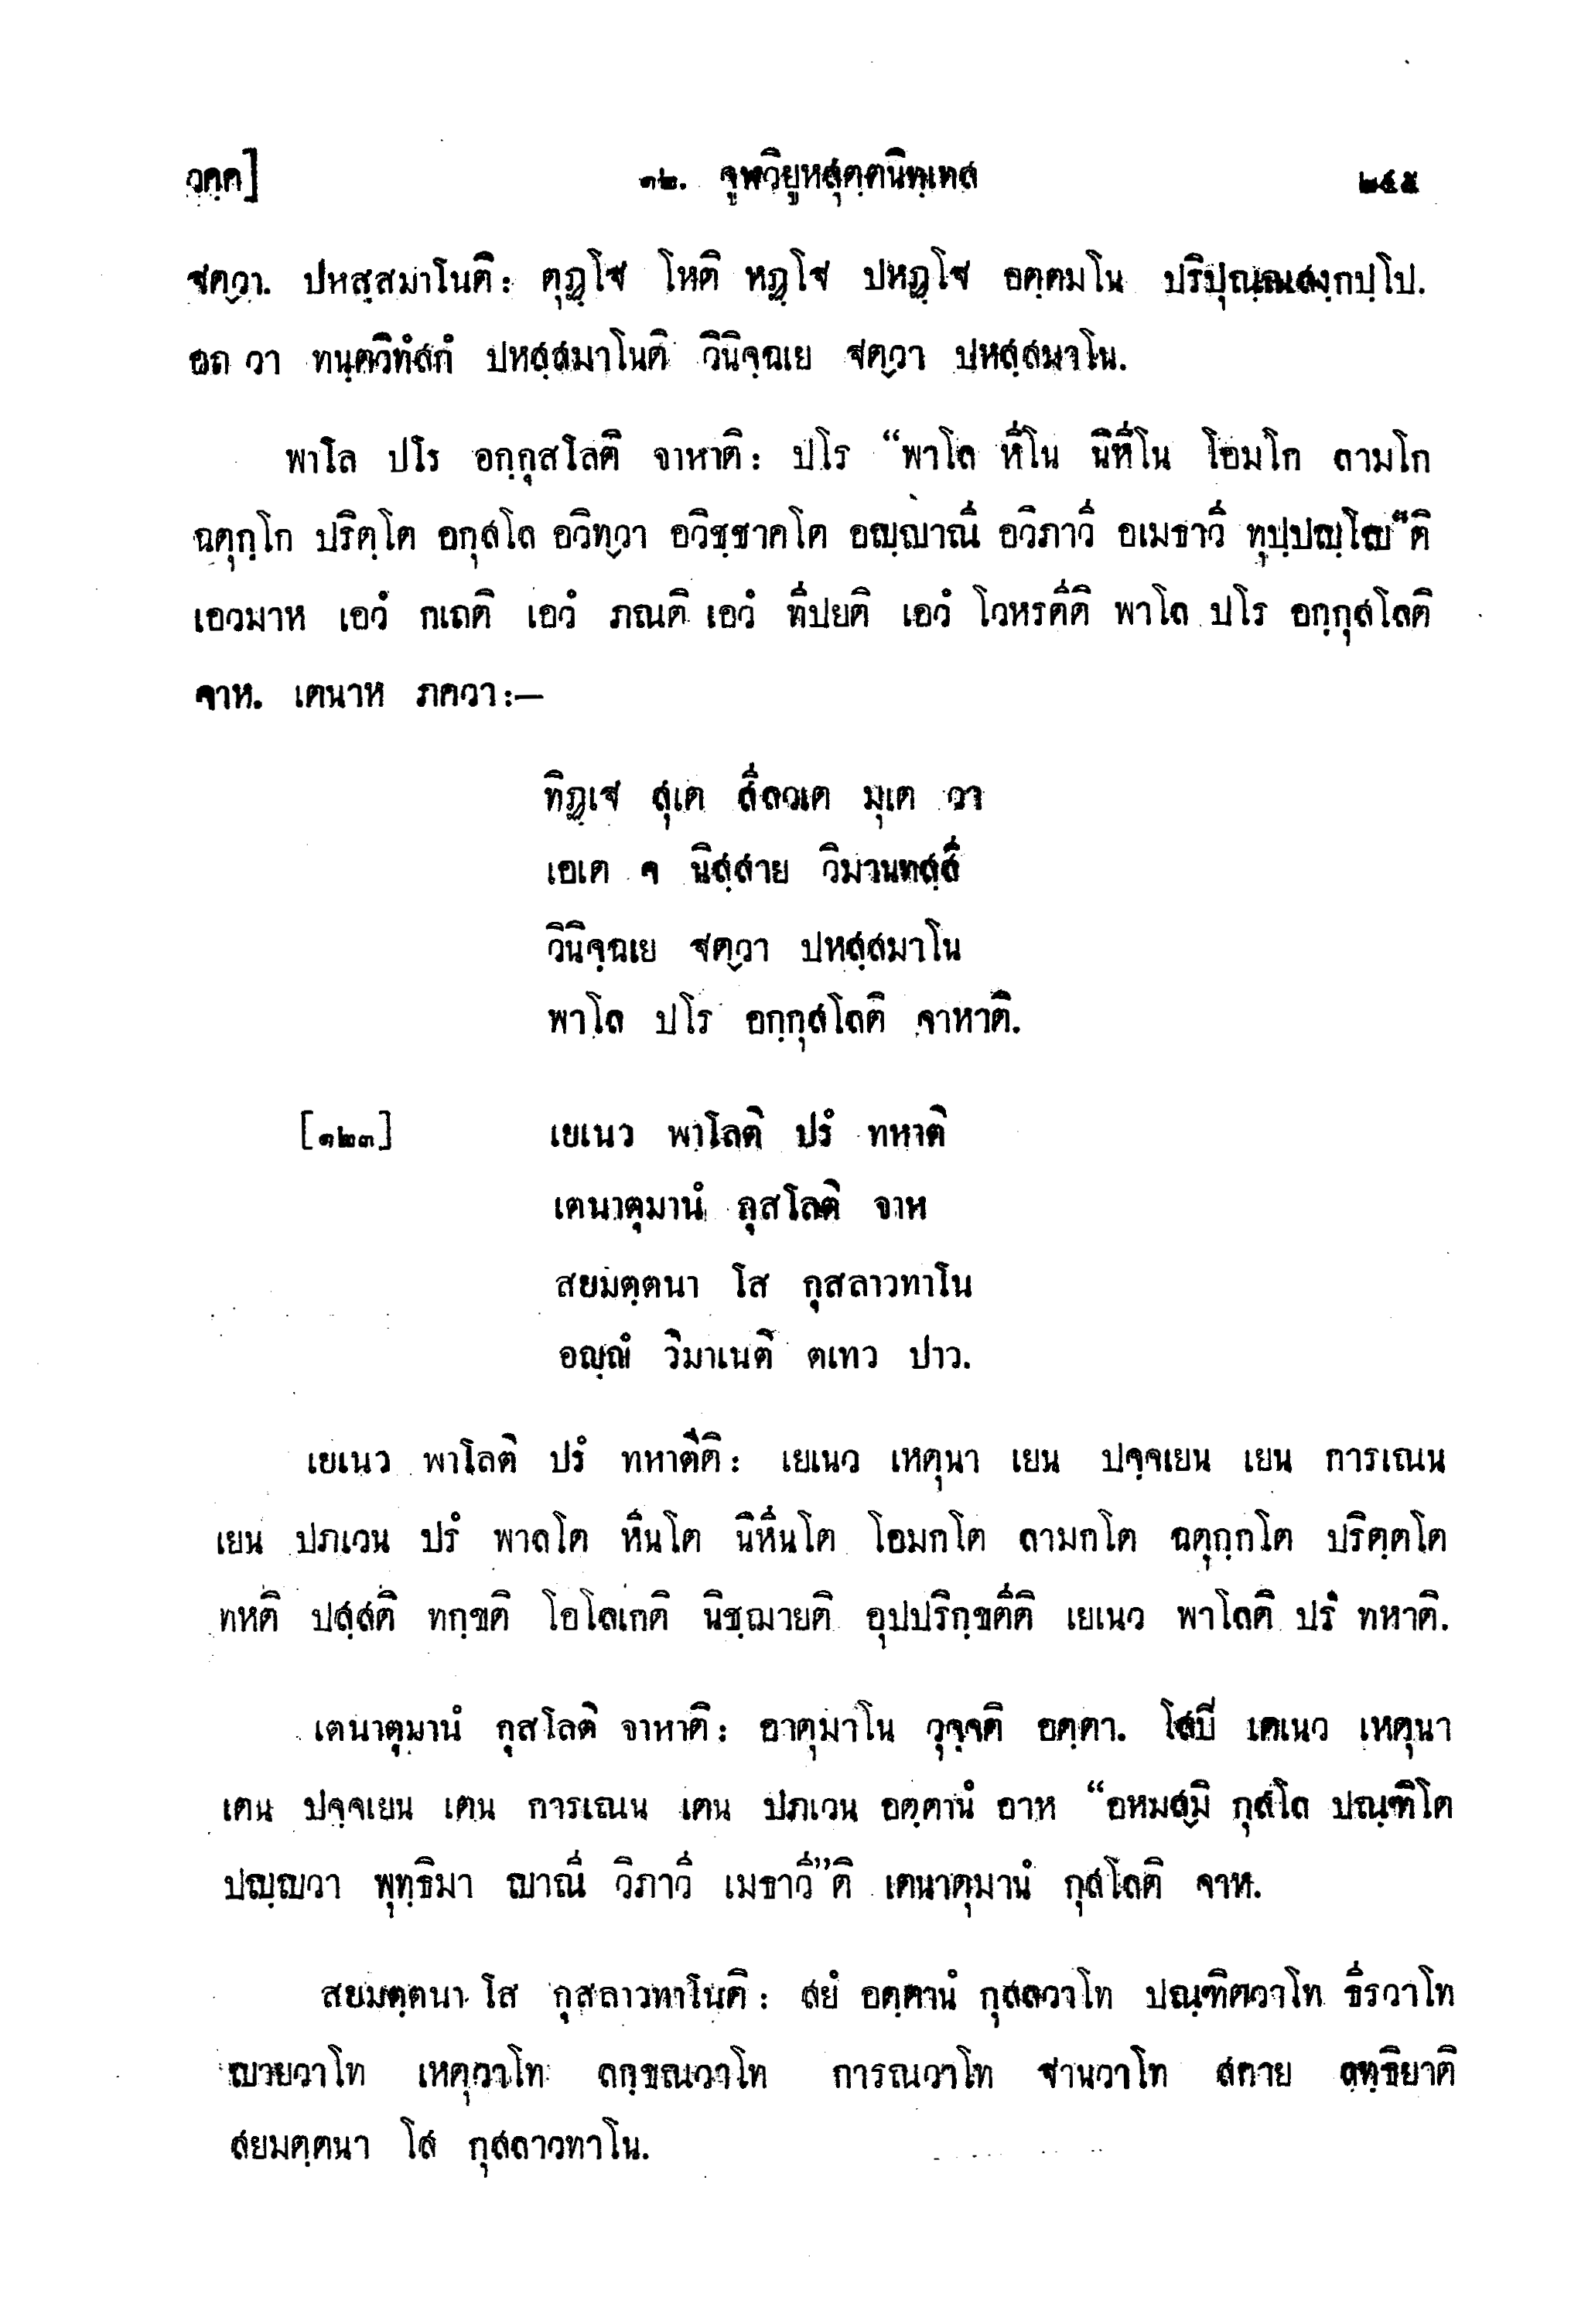 วคฺค] ๑๒. จูฬวิยูหสุตฺตนิทฺเทส ๒๔๕
ฐตฺวา. ปหสฺสมาโนติ: ตุฏฺโฐ โหติ หฏฺโฐ ปหฏฺโฐ อตฺตมโน ปริปุณฺณสงฺกปฺโป.
อถ วา ทนฺตวิทํสกํ ปหสฺสมาโนติ วินิจฺฉเย ฐตฺวา ปหสฺสมาโน.
พาโล ปโร อกฺกุสโลติ จาหาติ: ปโร “พาโล หีโน นิหีโน โอมโก ลามโก
ฉตุกฺโก ปริตฺโต อกุสโล อวิทฺวา อวิชฺชาคโต อญฺญาณี อวิภาวี อเมธาวี ทุปฺปญฺโญ”ติ
เอวมาห เอวํ กเถติ เอวํ ภณติ เอวํ ทีปยติ เอวํ โวหรตีติ พาโล ปโร อกฺกุสโลติ
จาห. เตนาห ภควา:—
ทิฏฺเฐ สุเต สีลวเต มุเต วา
เอเต จ นิสฺสาย วิมานทสฺสี
วินิจฺฉเย ฐตฺวา ปหสฺสมาโน
พาโล ปโร อกฺกุสโลติ จาหาติ.
[๑๒๓] เยเนว พาโลติ ปรํ ทหาติ
เตนาตุมานํ กุสโลติ จาห
สยมตฺตนา โส กุสลาวทาโน
อญฺญํ วิมาเนติ ตเทว ปาว.
เยเนว พาโลติ ปรํ ทหาตีติ: เยเนว เหตุนา เยน ปจฺจเยน เยน การเณน
เยน ปภเวน ปรํ พาลโต หีนโต นิหีนโต โอมกโต ลามกโต ฉตุกฺกโต ปริตฺตโต
ทหติ ปสฺสติ ทกฺขติ โอโลเกติ นิชฺฌายติ อุปปริกฺขตีติ เยเนว พาโลติ ปรํ ทหาติ.
เตนาตุมานํ กุสโลติ จาหาติ: อาตุมาโน วุจฺจติ อตฺตา. โสปิ เตเนว เหตุนา
เตน ปจฺจเยน เตน การเณน เตน ปภเวน อตฺตานํ อาห “อหมสฺมิ กุสโล ปณฺฑิโต
ปญฺญวา พุทฺธิมา ญาณี วิภาวี เมธาวี”ติ เตนาตุมานํ กุสโลติ จาห.
สยมตฺตนา โส กุสลาวทาโนติ: สยํ อตฺตานํ กุสลวาโท ปณฺฑิตวาโท ธีรวาโท
ญายวาโท เหตุวาโท ลกฺขณวาโท การณวาโท ฐานวาโท สกาย ลทฺธิยาติ
สยมตฺตนา โส กุสลาวทาโน.